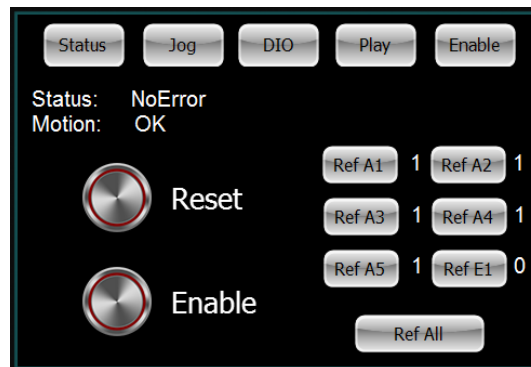 Status Jog DIO Play Enable
Status: NoError
Motion: OK
Ref A1 1 Ref A2 1
Reset
Ref A3 1 Ref A4 1
Ref A5 1 Ref E1 0
Enable
Ref All